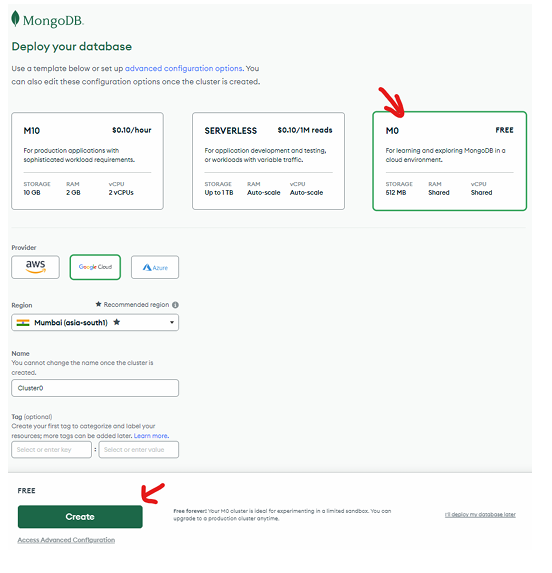 MongoDB.
Deploy your database
Use a template below or set up advanced configuration options. You
can also edit these configuration options once the cluster is created.
M10 $0.10/hour
For production applications with
sophisticated workload requirements.
STORAGE RAM vCPU
10 GB 2 GB 2 vCPUs
SERVERLESS $0.10/1M reads
For application development and testing,
or workloads with variable traffic.
STORAGE RAM vCPU
Up to 1 TB Auto-scale Auto-scale
M0 FREE
For learning and exploring MongoDB in a
cloud environment.
STORAGE RAM vCPU
512 MB Shared Shared
Provider
aws Google Cloud Azure
Region ★ Recommended region
Mumbai (asia-south1) ★
Name
You cannot change the name once the cluster is
created.
Cluster0
Tag (optional)
Create your first tag to categorize and label your
resources; more tags can be added later. Learn more.
Select or enter key : Select or enter value
FREE
Create
Free forever! Your M0 cluster is ideal for experimenting in a limited sandbox. You can
upgrade to a production cluster anytime.
I'll deploy my database later
Access Advanced Configuration